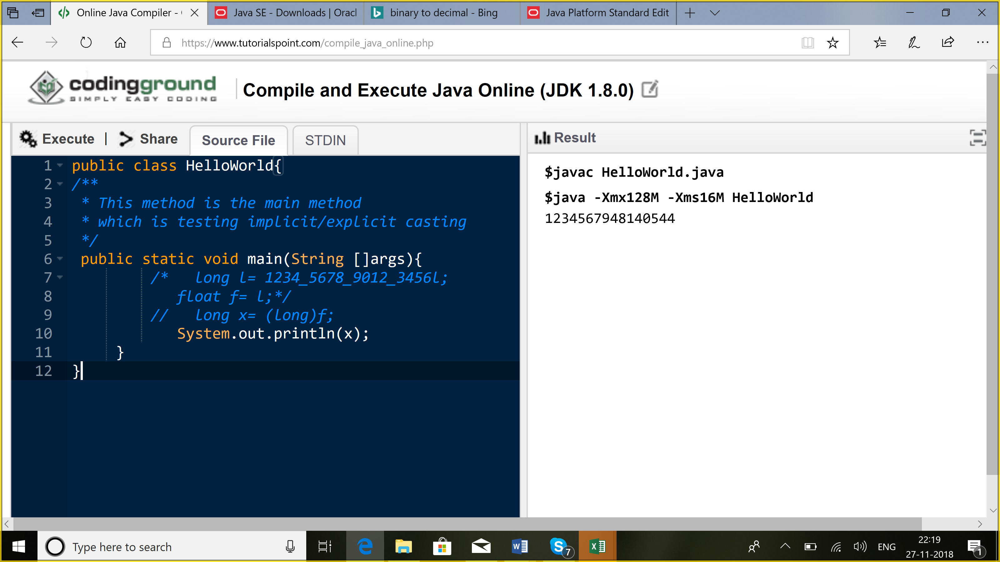 Online Java Compiler -
Java SE - Downloads | Oracl
binary to decimal - Bing
Java Platform Standard Edit
https://www.tutorialspoint.com/compile_java_online.php
codingground
SIMPLY EASY CODING
Compile and Execute Java Online (JDK 1.8.0)
Execute | Share
Source File
STDIN
Result
1 public class HelloWorld{
2 /**
3 * This method is the main method
4 * which is testing implicit/explicit casting
5 */
6 public static void main(String []args){
7 /* long l= 1234_5678_9012_3456l;
8 float f= l;*/
9 // long x= (long)f;
10 System.out.println(x);
11 }
12 }
$javac HelloWorld.java
$java -Xmx128M -Xms16M HelloWorld
1234567948140544
Type here to search
7
ENG
22:19
27-11-2018
1